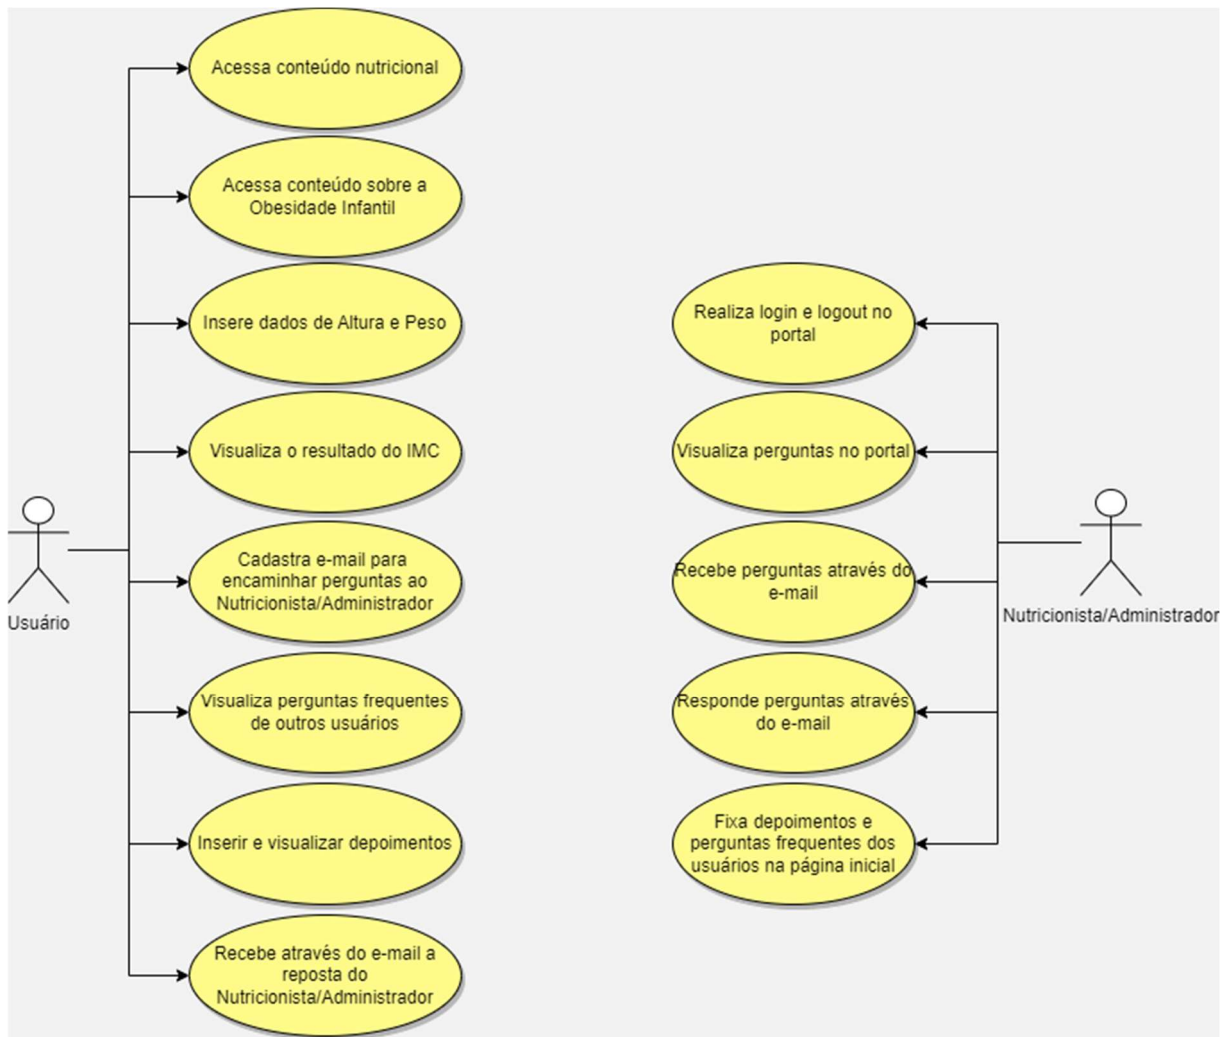 Acessa conteúdo nutricional
Acessa conteúdo sobre a
Obesidade Infantil
Insere dados de Altura e Peso
Visualiza o resultado do IMC
Cadastra e-mail para
encaminhar perguntas ao
Nutricionista/Administrador
Visualiza perguntas frequentes
de outros usuários
Inserir e visualizar depoimentos
Recebe através do e-mail a
reposta do
Nutricionista/Administrador
Usuário
Realiza login e logout no
portal
Visualiza perguntas no portal
Recebe perguntas através do
e-mail
Responde perguntas através
do e-mail
Fixa depoimentos e
perguntas frequentes dos
usuários na página inicial
Nutricionista/Administrador